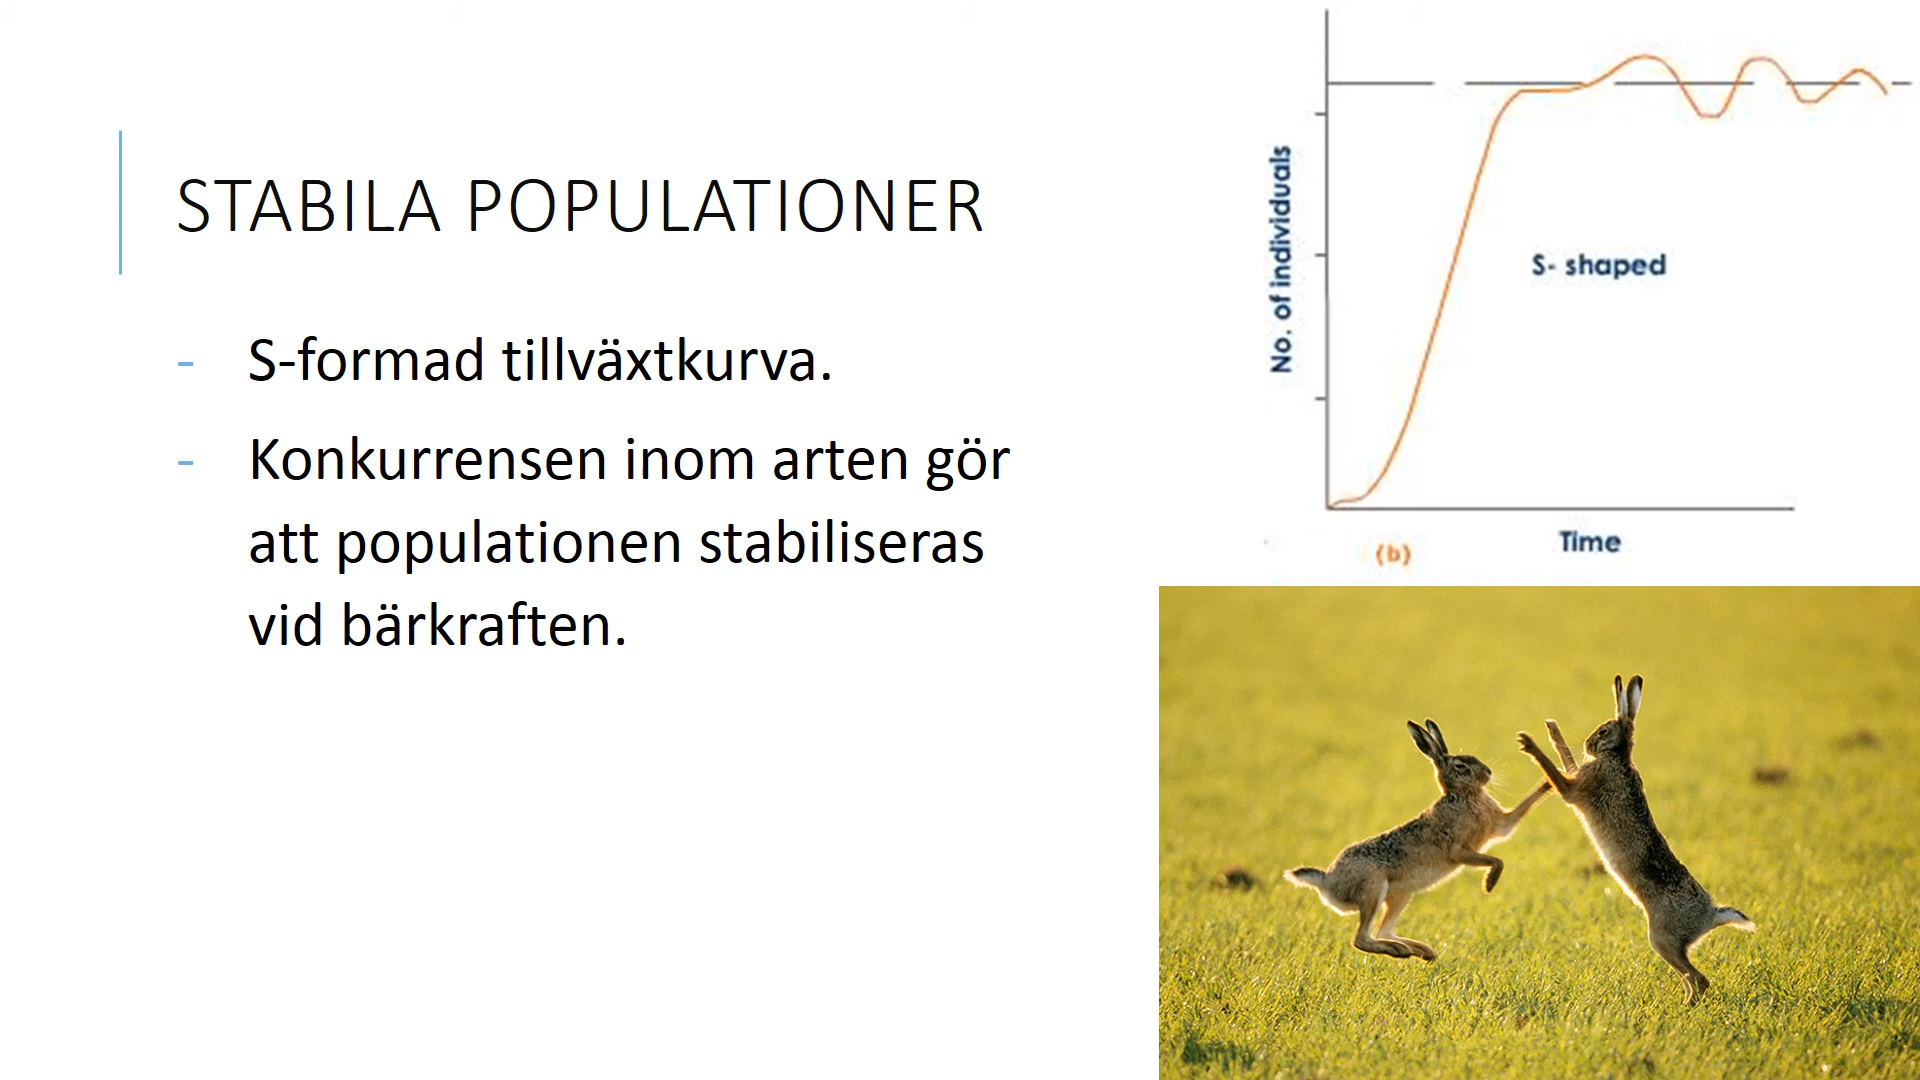 STABILA POPULATIONER
- S-formad tillväxtkurva.
- Konkurrensen inom arten gör
att populationen stabiliseras
vid bärkraften.
No. of individuals
S- shaped
Time
(b)